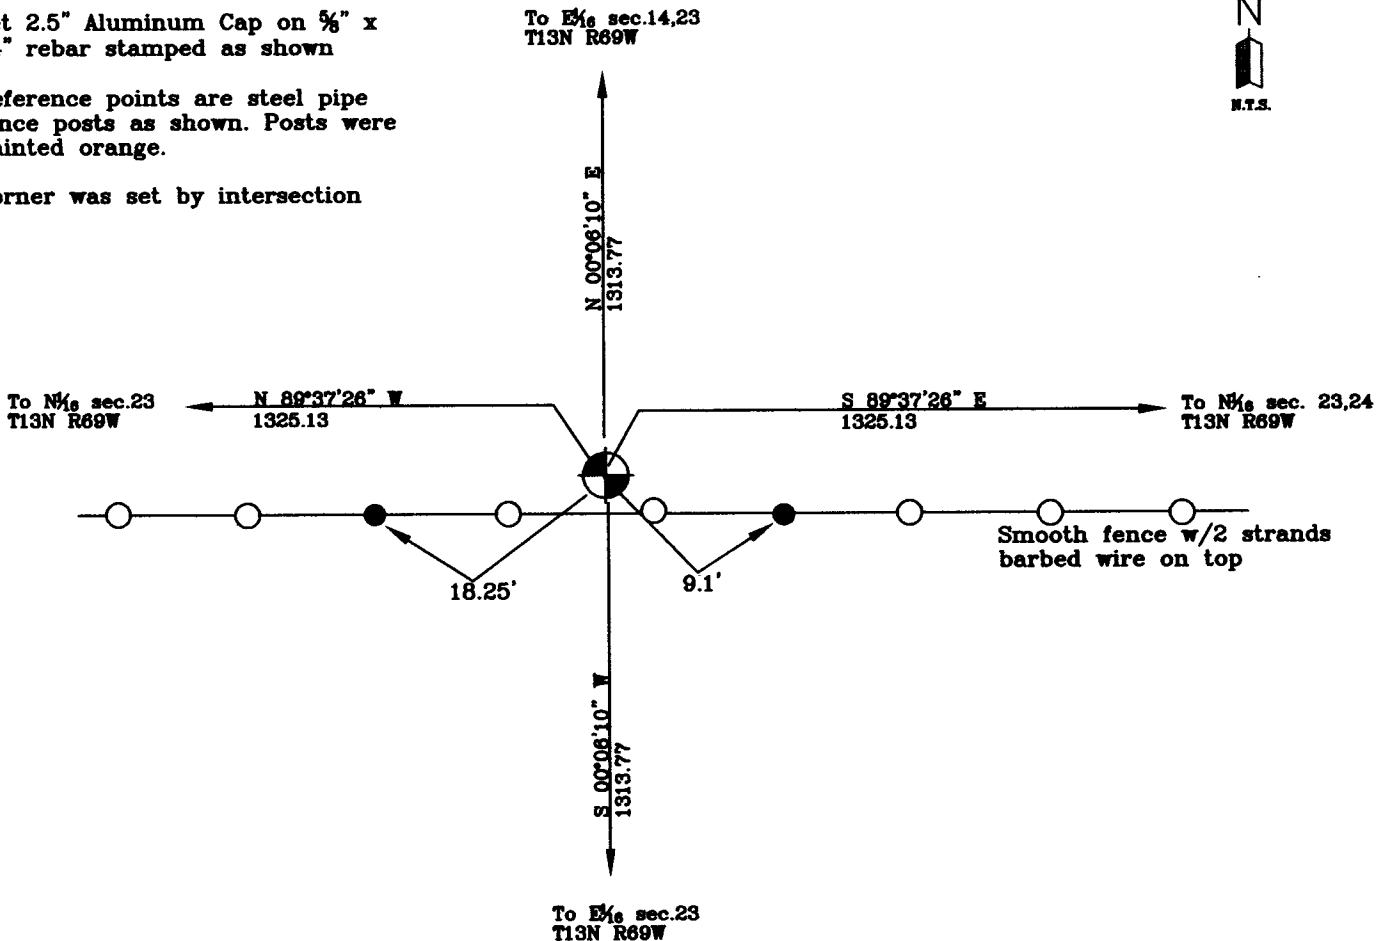 t 2.5" Aluminum Cap on ⅝" x
" rebar stamped as shown
eference points are steel pipe
nce posts as shown. Posts were
inted orange.
orner was set by intersection
To E1/16 sec.14,23
T13N R69W
N
N.T.S.
N 00°06'10" E
1313.77
To N1/16 sec.23
T13N R69W
N 89°37'26" W
1325.13
S 89°37'26" E
1325.13
To N1/16 sec. 23,24
T13N R69W
Smooth fence w/2 strands
barbed wire on top
18.25'
9.1'
S 00°06'10" W
1313.77
To E1/16 sec.23
T13N R69W